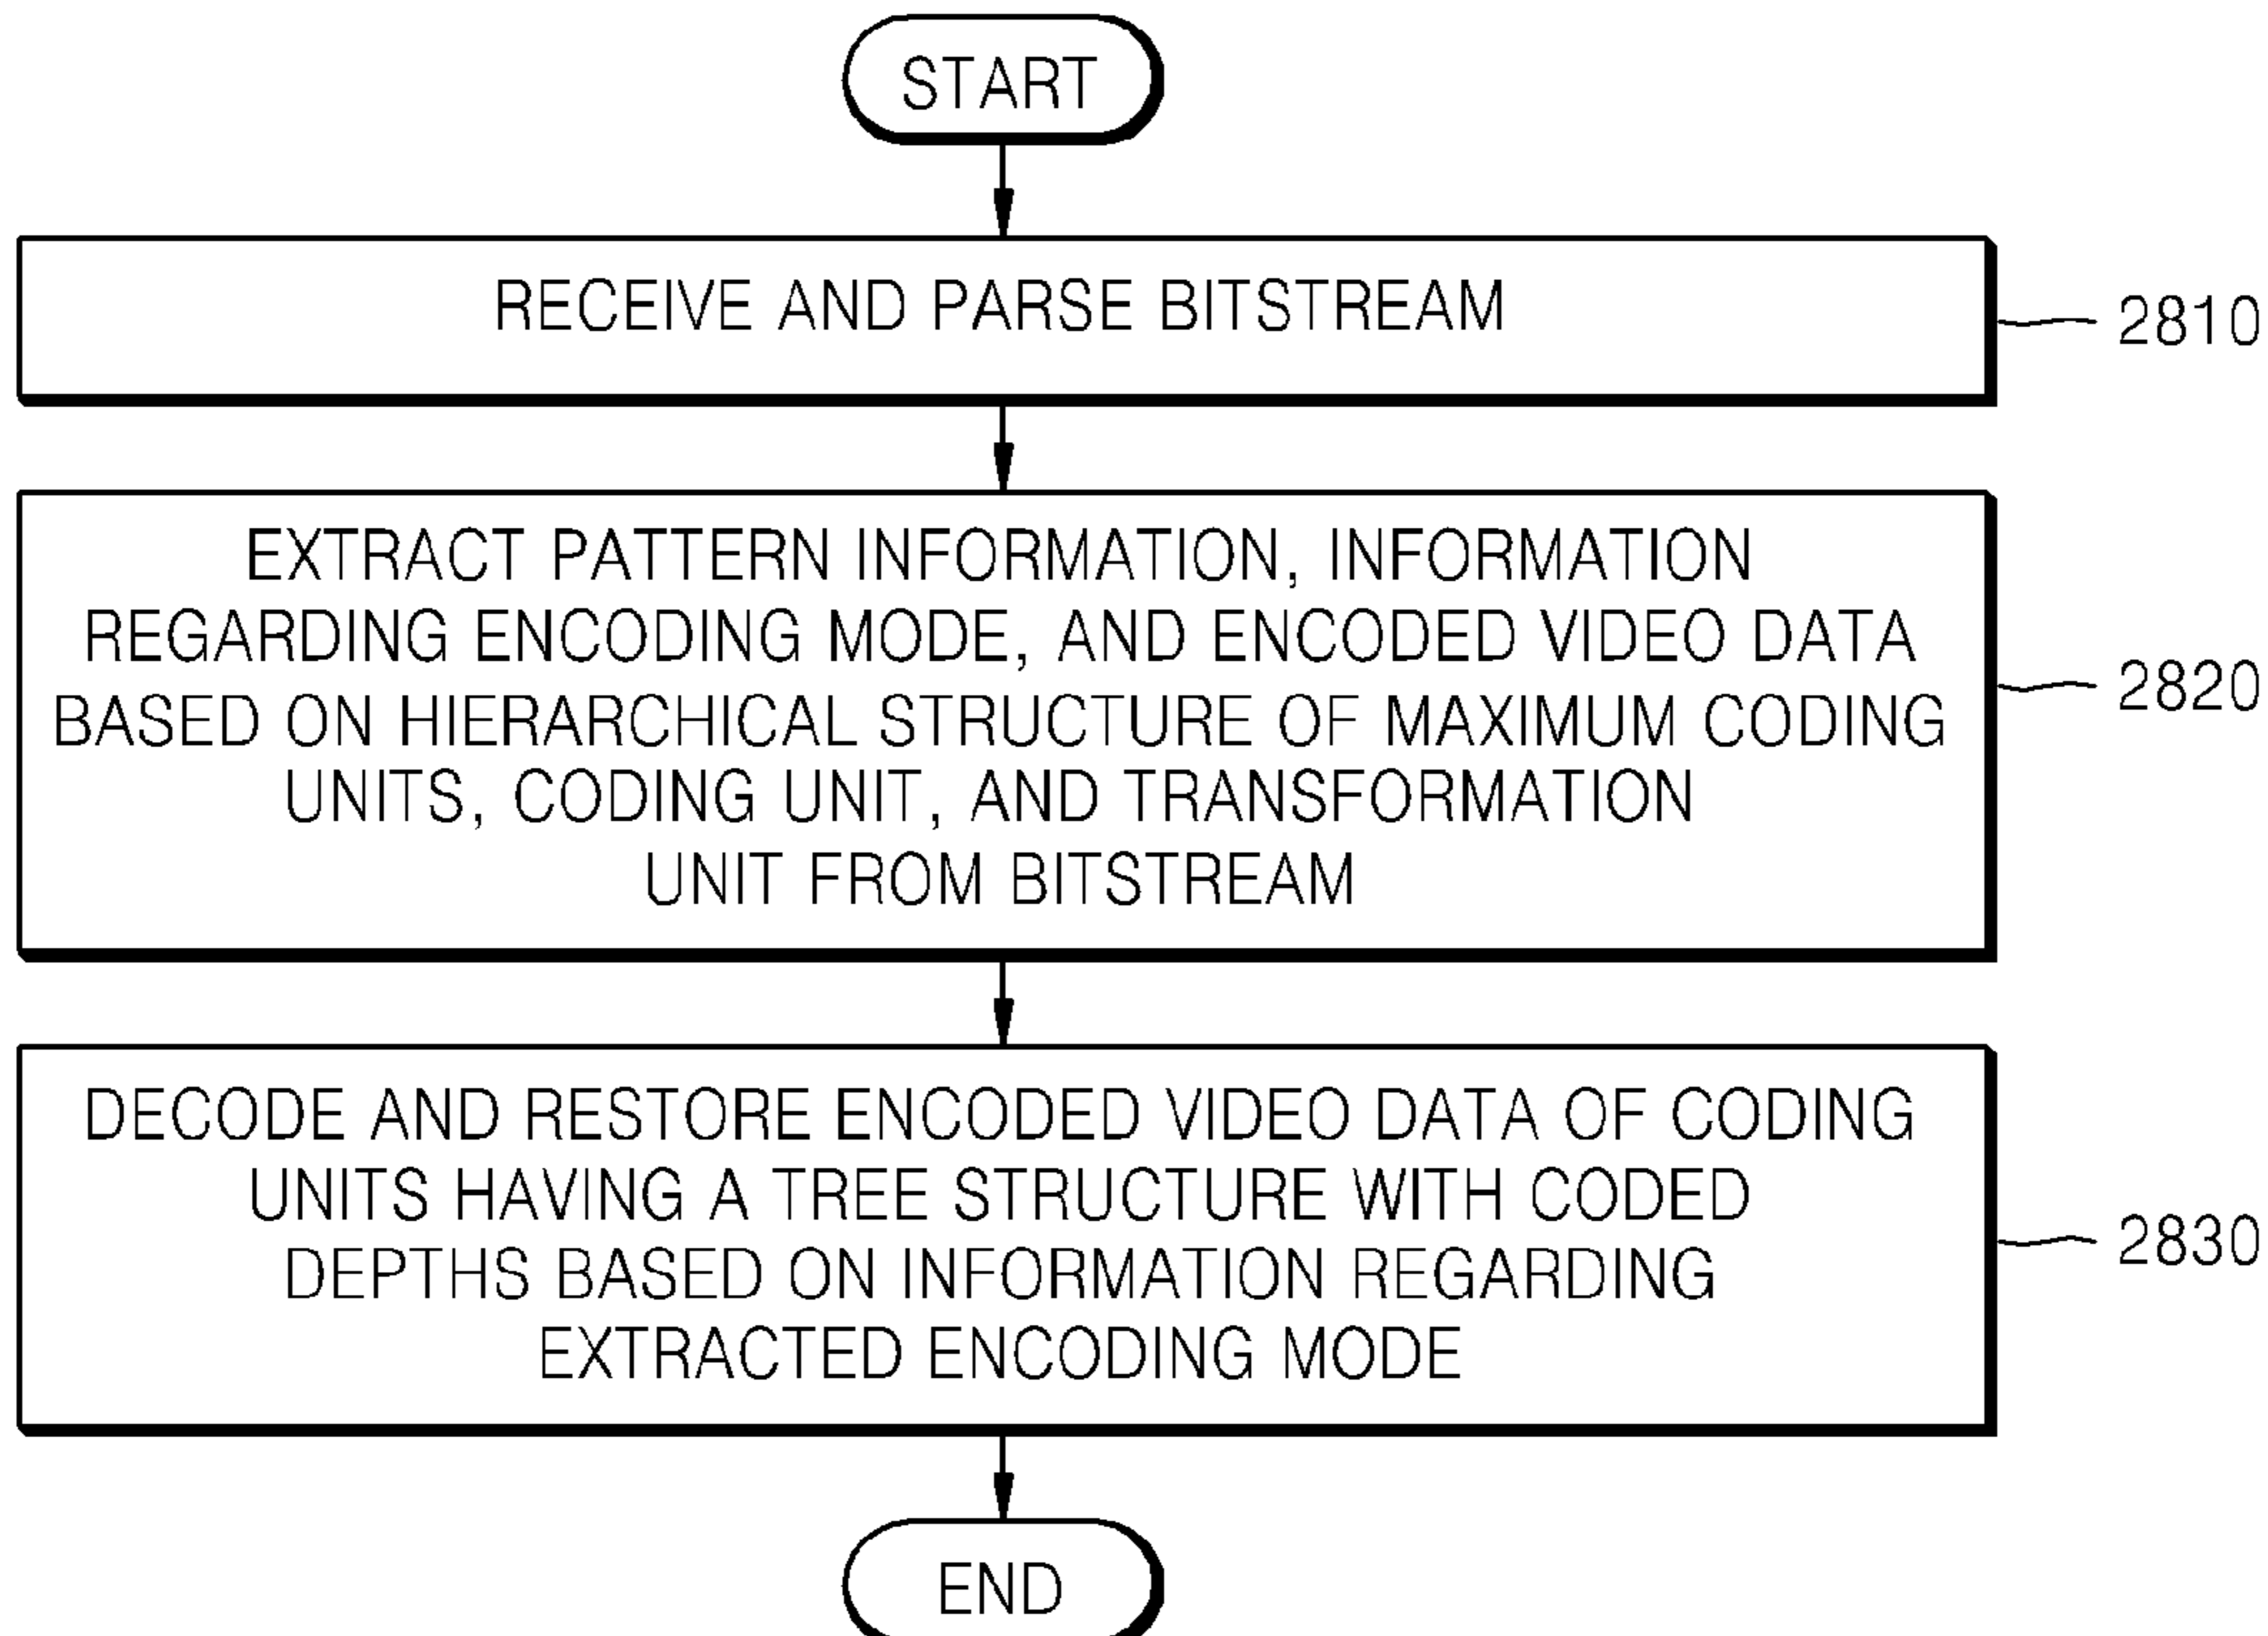 START
RECEIVE AND PARSE BITSTREAM
2810
EXTRACT PATTERN INFORMATION, INFORMATION
REGARDING ENCODING MODE, AND ENCODED VIDEO DATA
BASED ON HIERARCHICAL STRUCTURE OF MAXIMUM CODING
UNITS, CODING UNIT, AND TRANSFORMATION
UNIT FROM BITSTREAM
2820
DECODE AND RESTORE ENCODED VIDEO DATA OF CODING
UNITS HAVING A TREE STRUCTURE WITH CODED
DEPTHS BASED ON INFORMATION REGARDING
EXTRACTED ENCODING MODE
2830
END